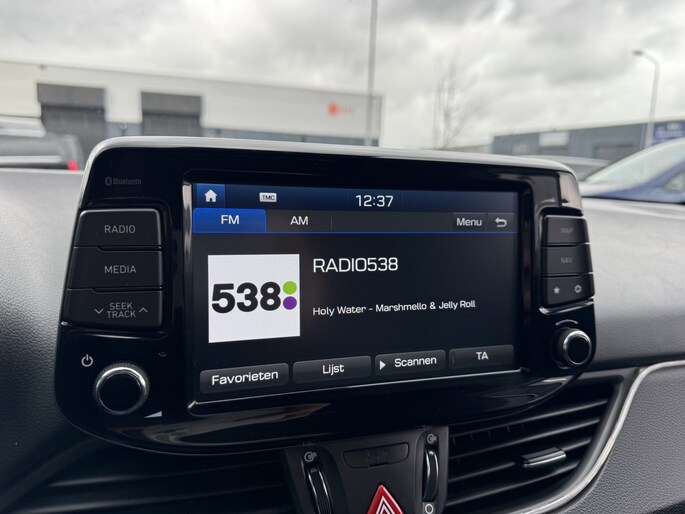 Bluetooth
TMC
12:37
FM
AM
Menu
RADIO
MEDIA
SEEK
TRACK
538
RADIO538
Holy Water - Marshmello & Jelly Roll
Favorieten
Lijst
Scannen
TA
MAP
NAV